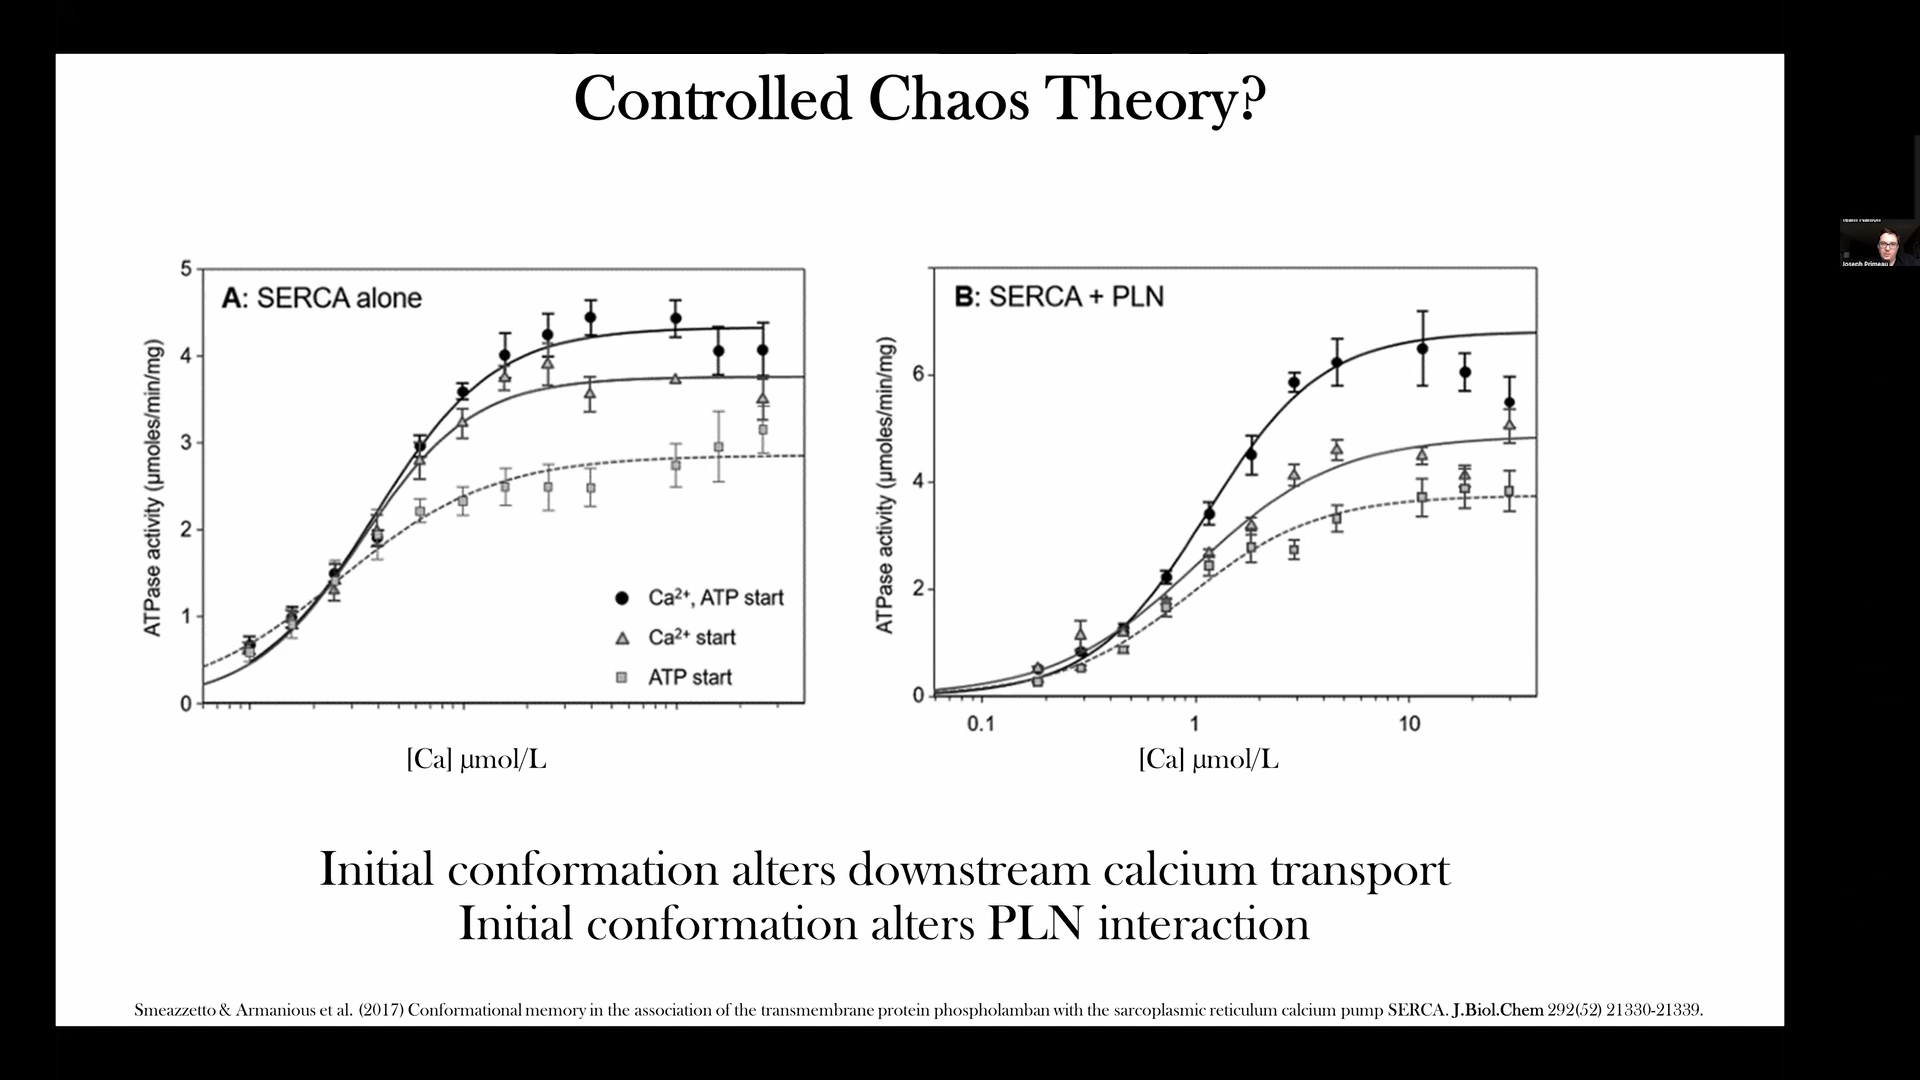 Controlled Chaos Theory?
A: SERCA alone
ATPase activity (μmoles/min/mg)
5
4
3
2
1
0
Ca²⁺, ATP start
Ca²⁺ start
ATP start
[Ca] μmol/L
B: SERCA + PLN
ATPase activity (μmoles/min/mg)
6
4
2
0
0.1 1 10
[Ca] μmol/L
Initial conformation alters downstream calcium transport
Initial conformation alters PLN interaction
Smeazzetto & Armanious et al. (2017) Conformational memory in the association of the transmembrane protein phospholamban with the sarcoplasmic reticulum calcium pump SERCA. J.Biol.Chem 292(52) 21330-21339.
Joseph Primeau